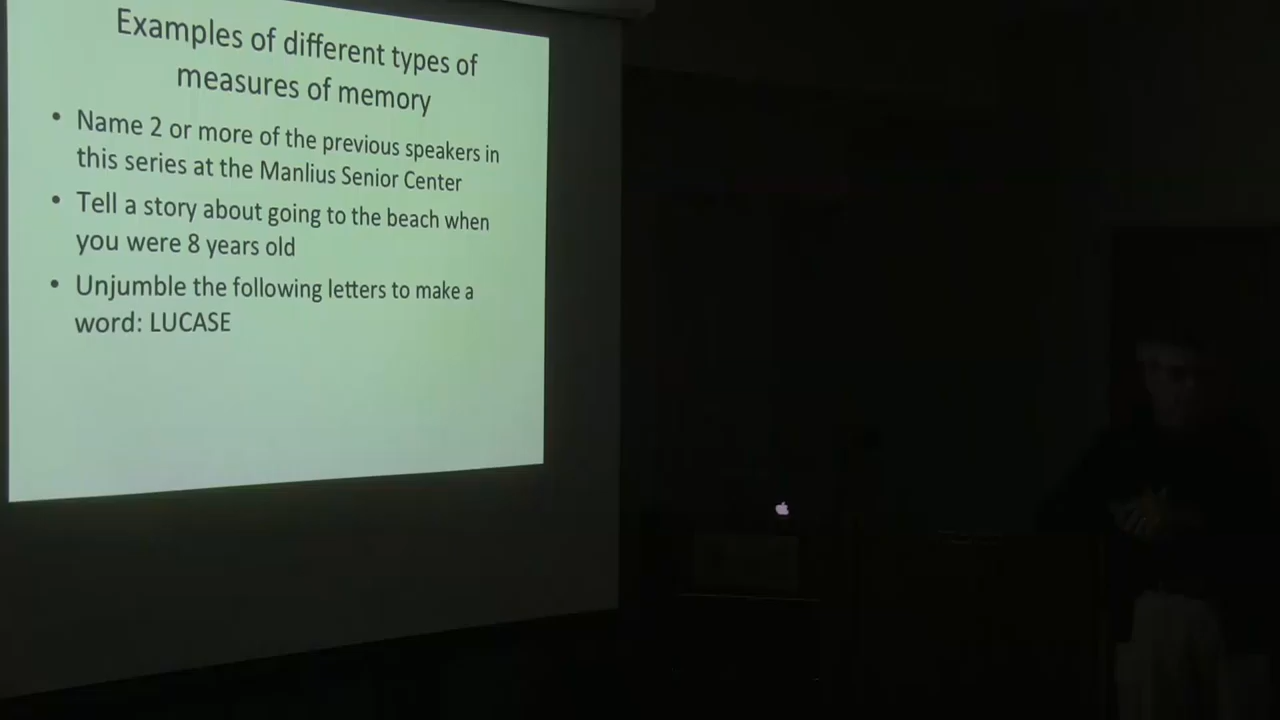 Examples of different types of
measures of memory
• Name 2 or more of the previous speakers in
this series at the Manlius Senior Center
• Tell a story about going to the beach when
you were 8 years old
• Unjumble the following letters to make a
word: LUCASE